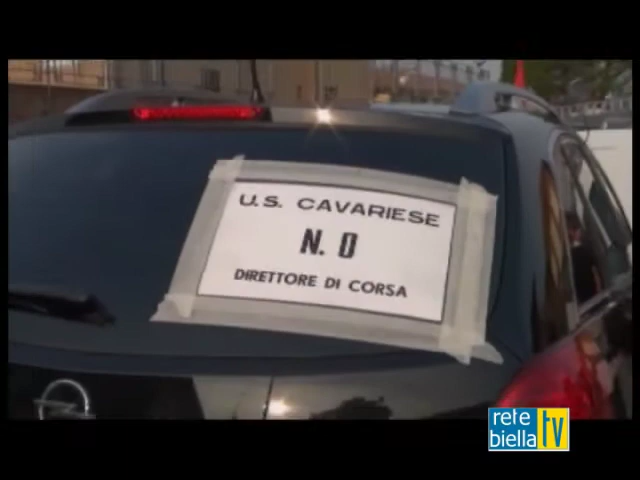 U.S. CAVARIESE
N. 0
DIRETTORE DI CORSA
rete
biella tv